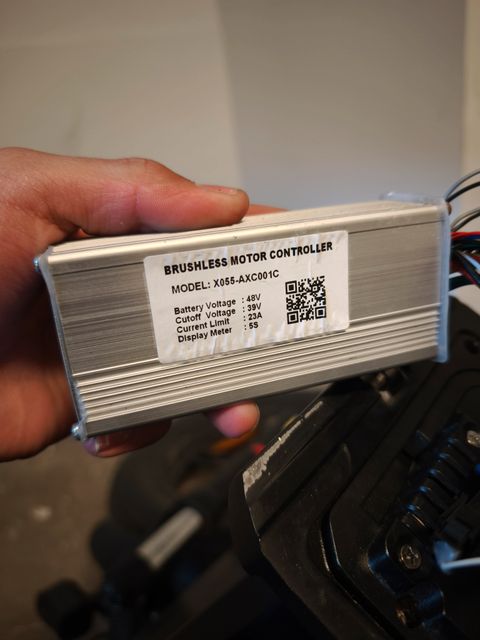 BRUSHLESS MOTOR CONTROLLER
MODEL: X055-AXC001C
Battery Voltage : 48V
Cutoff Voltage : 39V
Current Limit : 23A
Display Meter : 5S